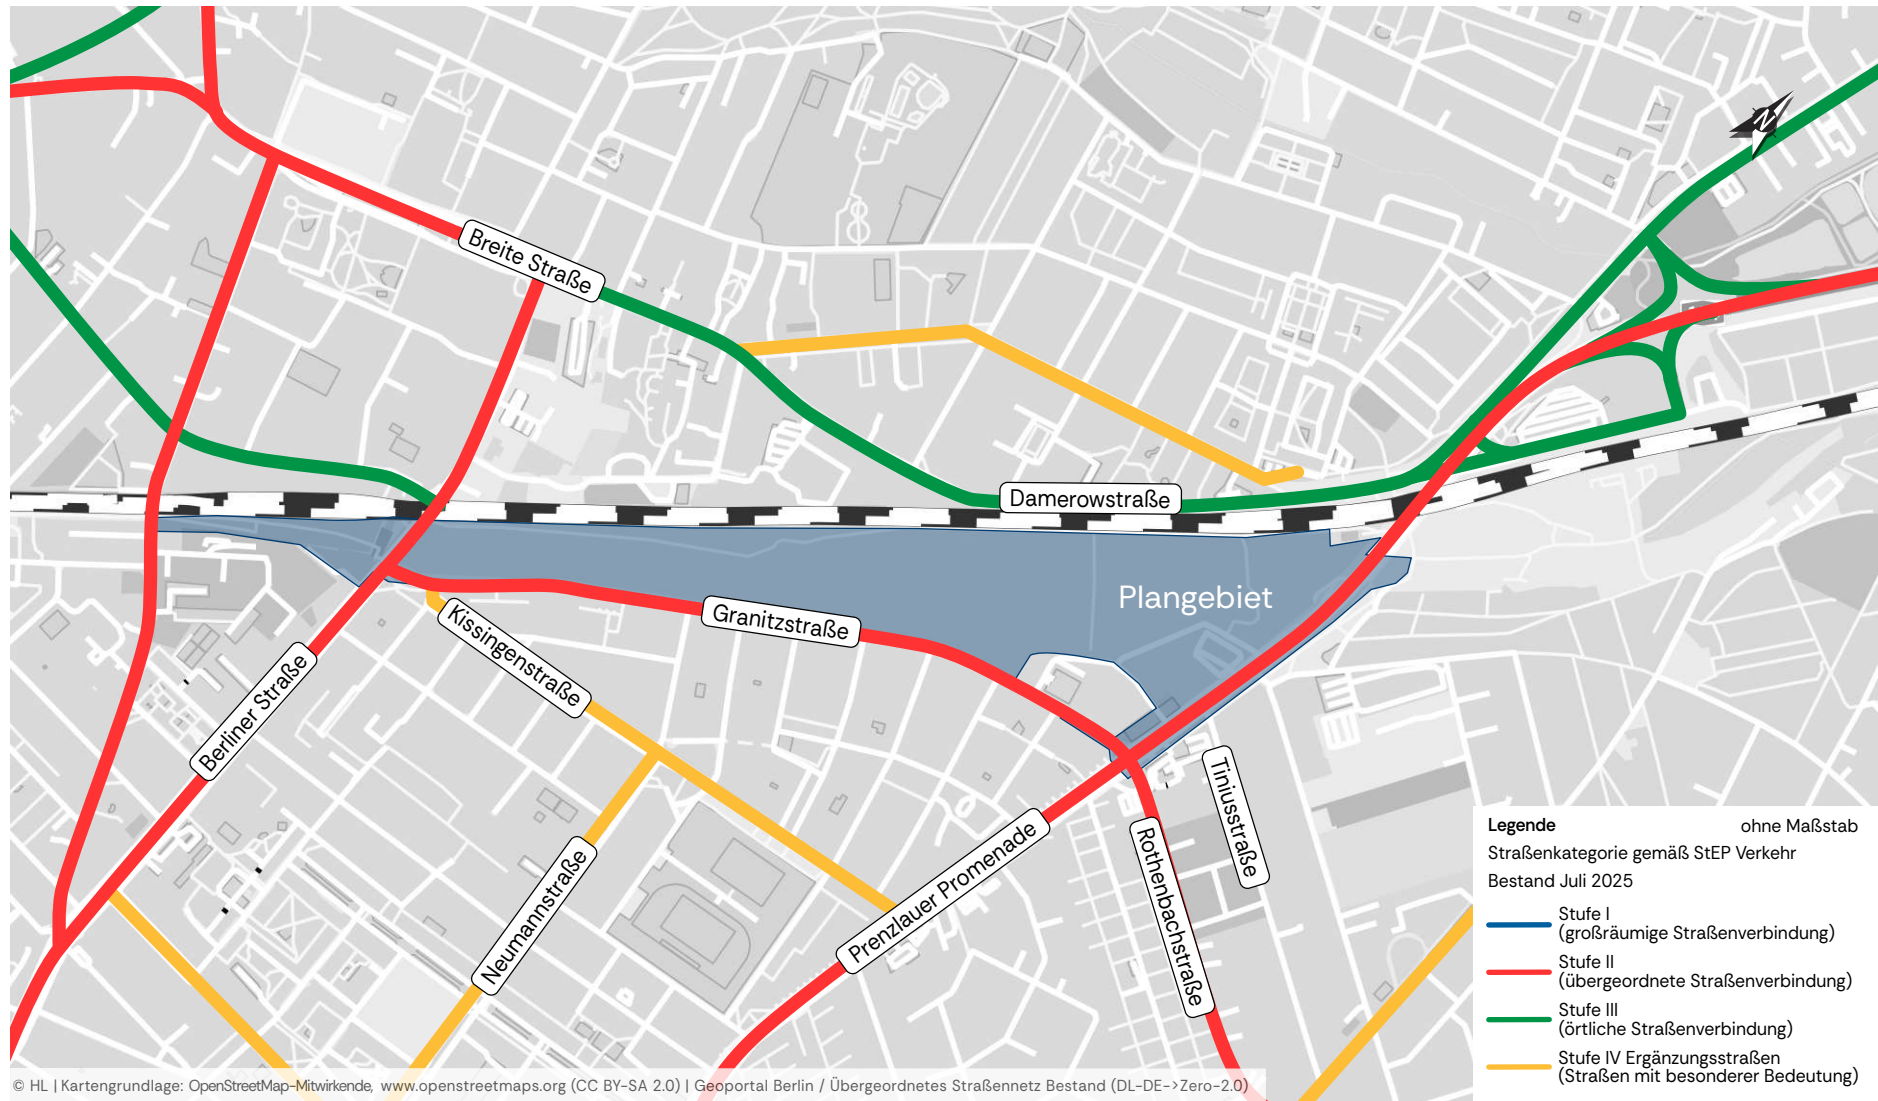 N
Breite Straße
Damerowstraße
Plangebiet
Granitzstraße
Kissingenstraße
Berliner Straße
Tiniusstraße
Prenzlauer Promenade
Rothenbachstraße
Neumannstraße
Legende
ohne Maßstab
Straßenkategorie gemäß StEP Verkehr
Bestand Juli 2025
Stufe I
(großräumige Straßenverbindung)
Stufe II
(übergeordnete Straßenverbindung)
Stufe III
(örtliche Straßenverbindung)
Stufe IV Ergänzungsstraßen
(Straßen mit besonderer Bedeutung)
© HL | Kartengrundlage: OpenStreetMap-Mitwirkende, www.openstreetmaps.org (CC BY-SA 2.0) | Geoportal Berlin / Übergeordnetes Straßennetz Bestand (DL-DE->Zero-2.0)